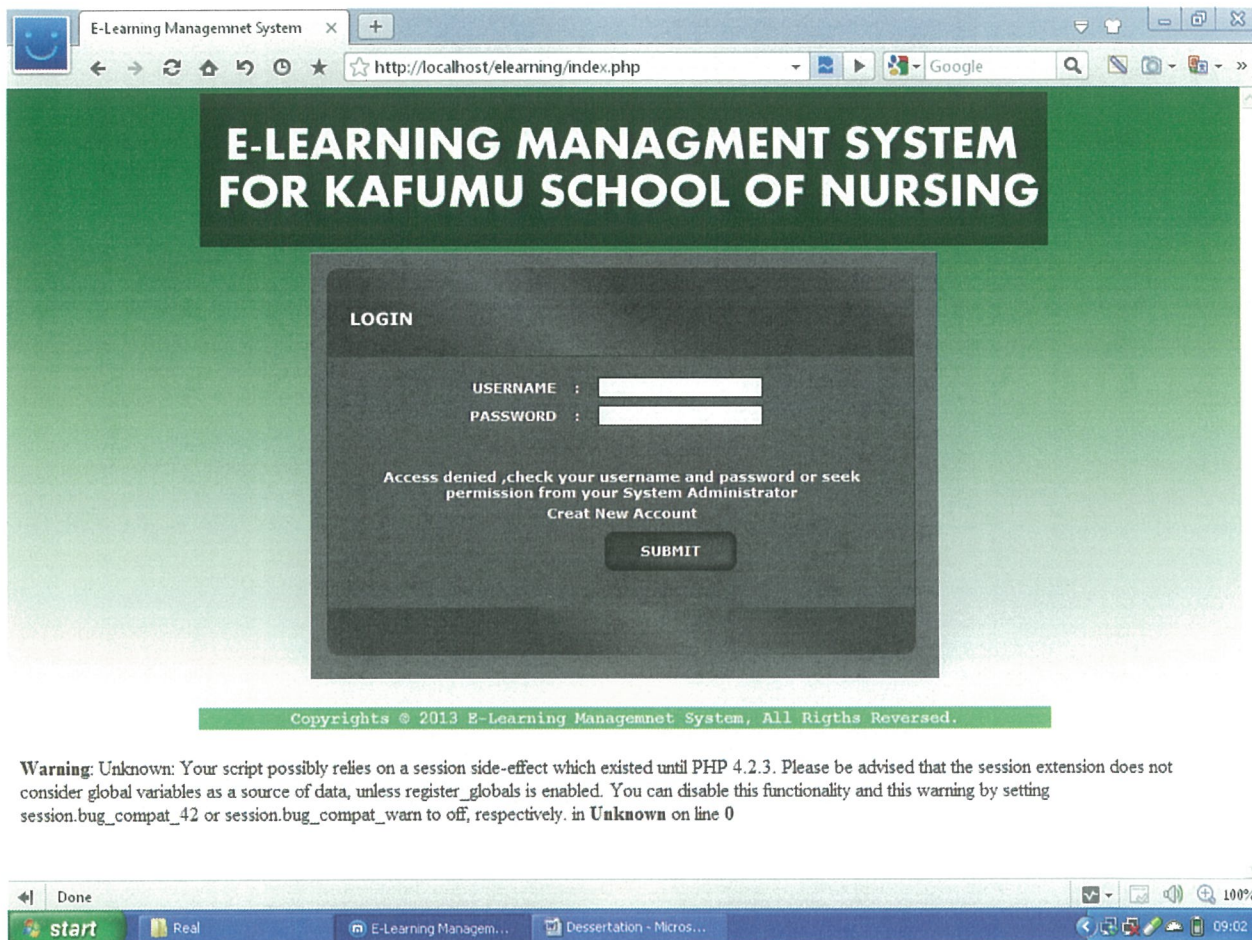 E-Learning Managemnet System
http://localhost/elearning/index.php
Google
E-LEARNING MANAGMENT SYSTEM
FOR KAFUMU SCHOOL OF NURSING
LOGIN
USERNAME :
PASSWORD :
Access denied ,check your username and password or seek
permission from your System Administrator
Creat New Account
SUBMIT
Copyrights © 2013 E-Learning Managemnet System, All Rigths Reversed.
Warning: Unknown: Your script possibly relies on a session side-effect which existed until PHP 4.2.3. Please be advised that the session extension does not
consider global variables as a source of data, unless register_globals is enabled. You can disable this functionality and this warning by setting
session.bug_compat_42 or session.bug_compat_warn to off, respectively. in Unknown on line 0
Done
100%
start
Real
E-Learning Managem...
Dessertation - Micros...
09:02